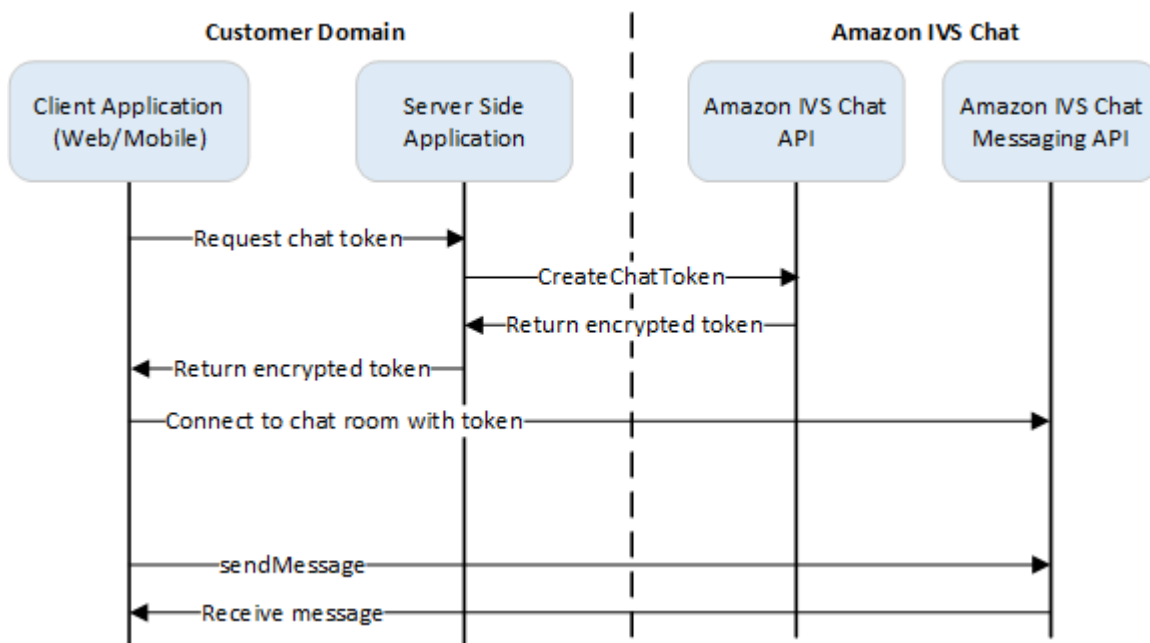 Customer Domain
Amazon IVS Chat
Client Application
(Web/Mobile)
Server Side
Application
Amazon IVS Chat
API
Amazon IVS Chat
Messaging API
Request chat token
CreateChatToken
Return encrypted token
Return encrypted token
Connect to chat room with token
sendMessage
Receive message